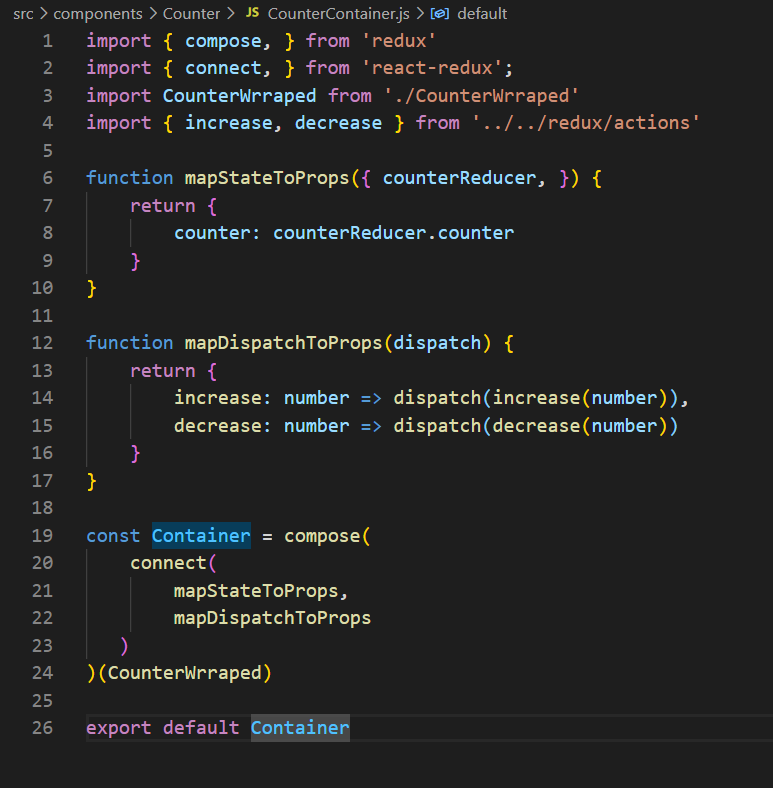 src > components > Counter > JS CounterContainer.js > default
1 import { compose, } from 'redux'
2 import { connect, } from 'react-redux';
3 import CounterWrraped from './CounterWrraped'
4 import { increase, decrease } from '../../redux/actions'
5
6 function mapStateToProps({ counterReducer, }) {
7     return {
8         counter: counterReducer.counter
9     }
10 }
11
12 function mapDispatchToProps(dispatch) {
13     return {
14         increase: number => dispatch(increase(number)),
15         decrease: number => dispatch(decrease(number))
16     }
17 }
18
19 const Container = compose(
20     connect(
21         mapStateToProps,
22         mapDispatchToProps
23    )
24 )(CounterWrraped)
25
26 export default Container